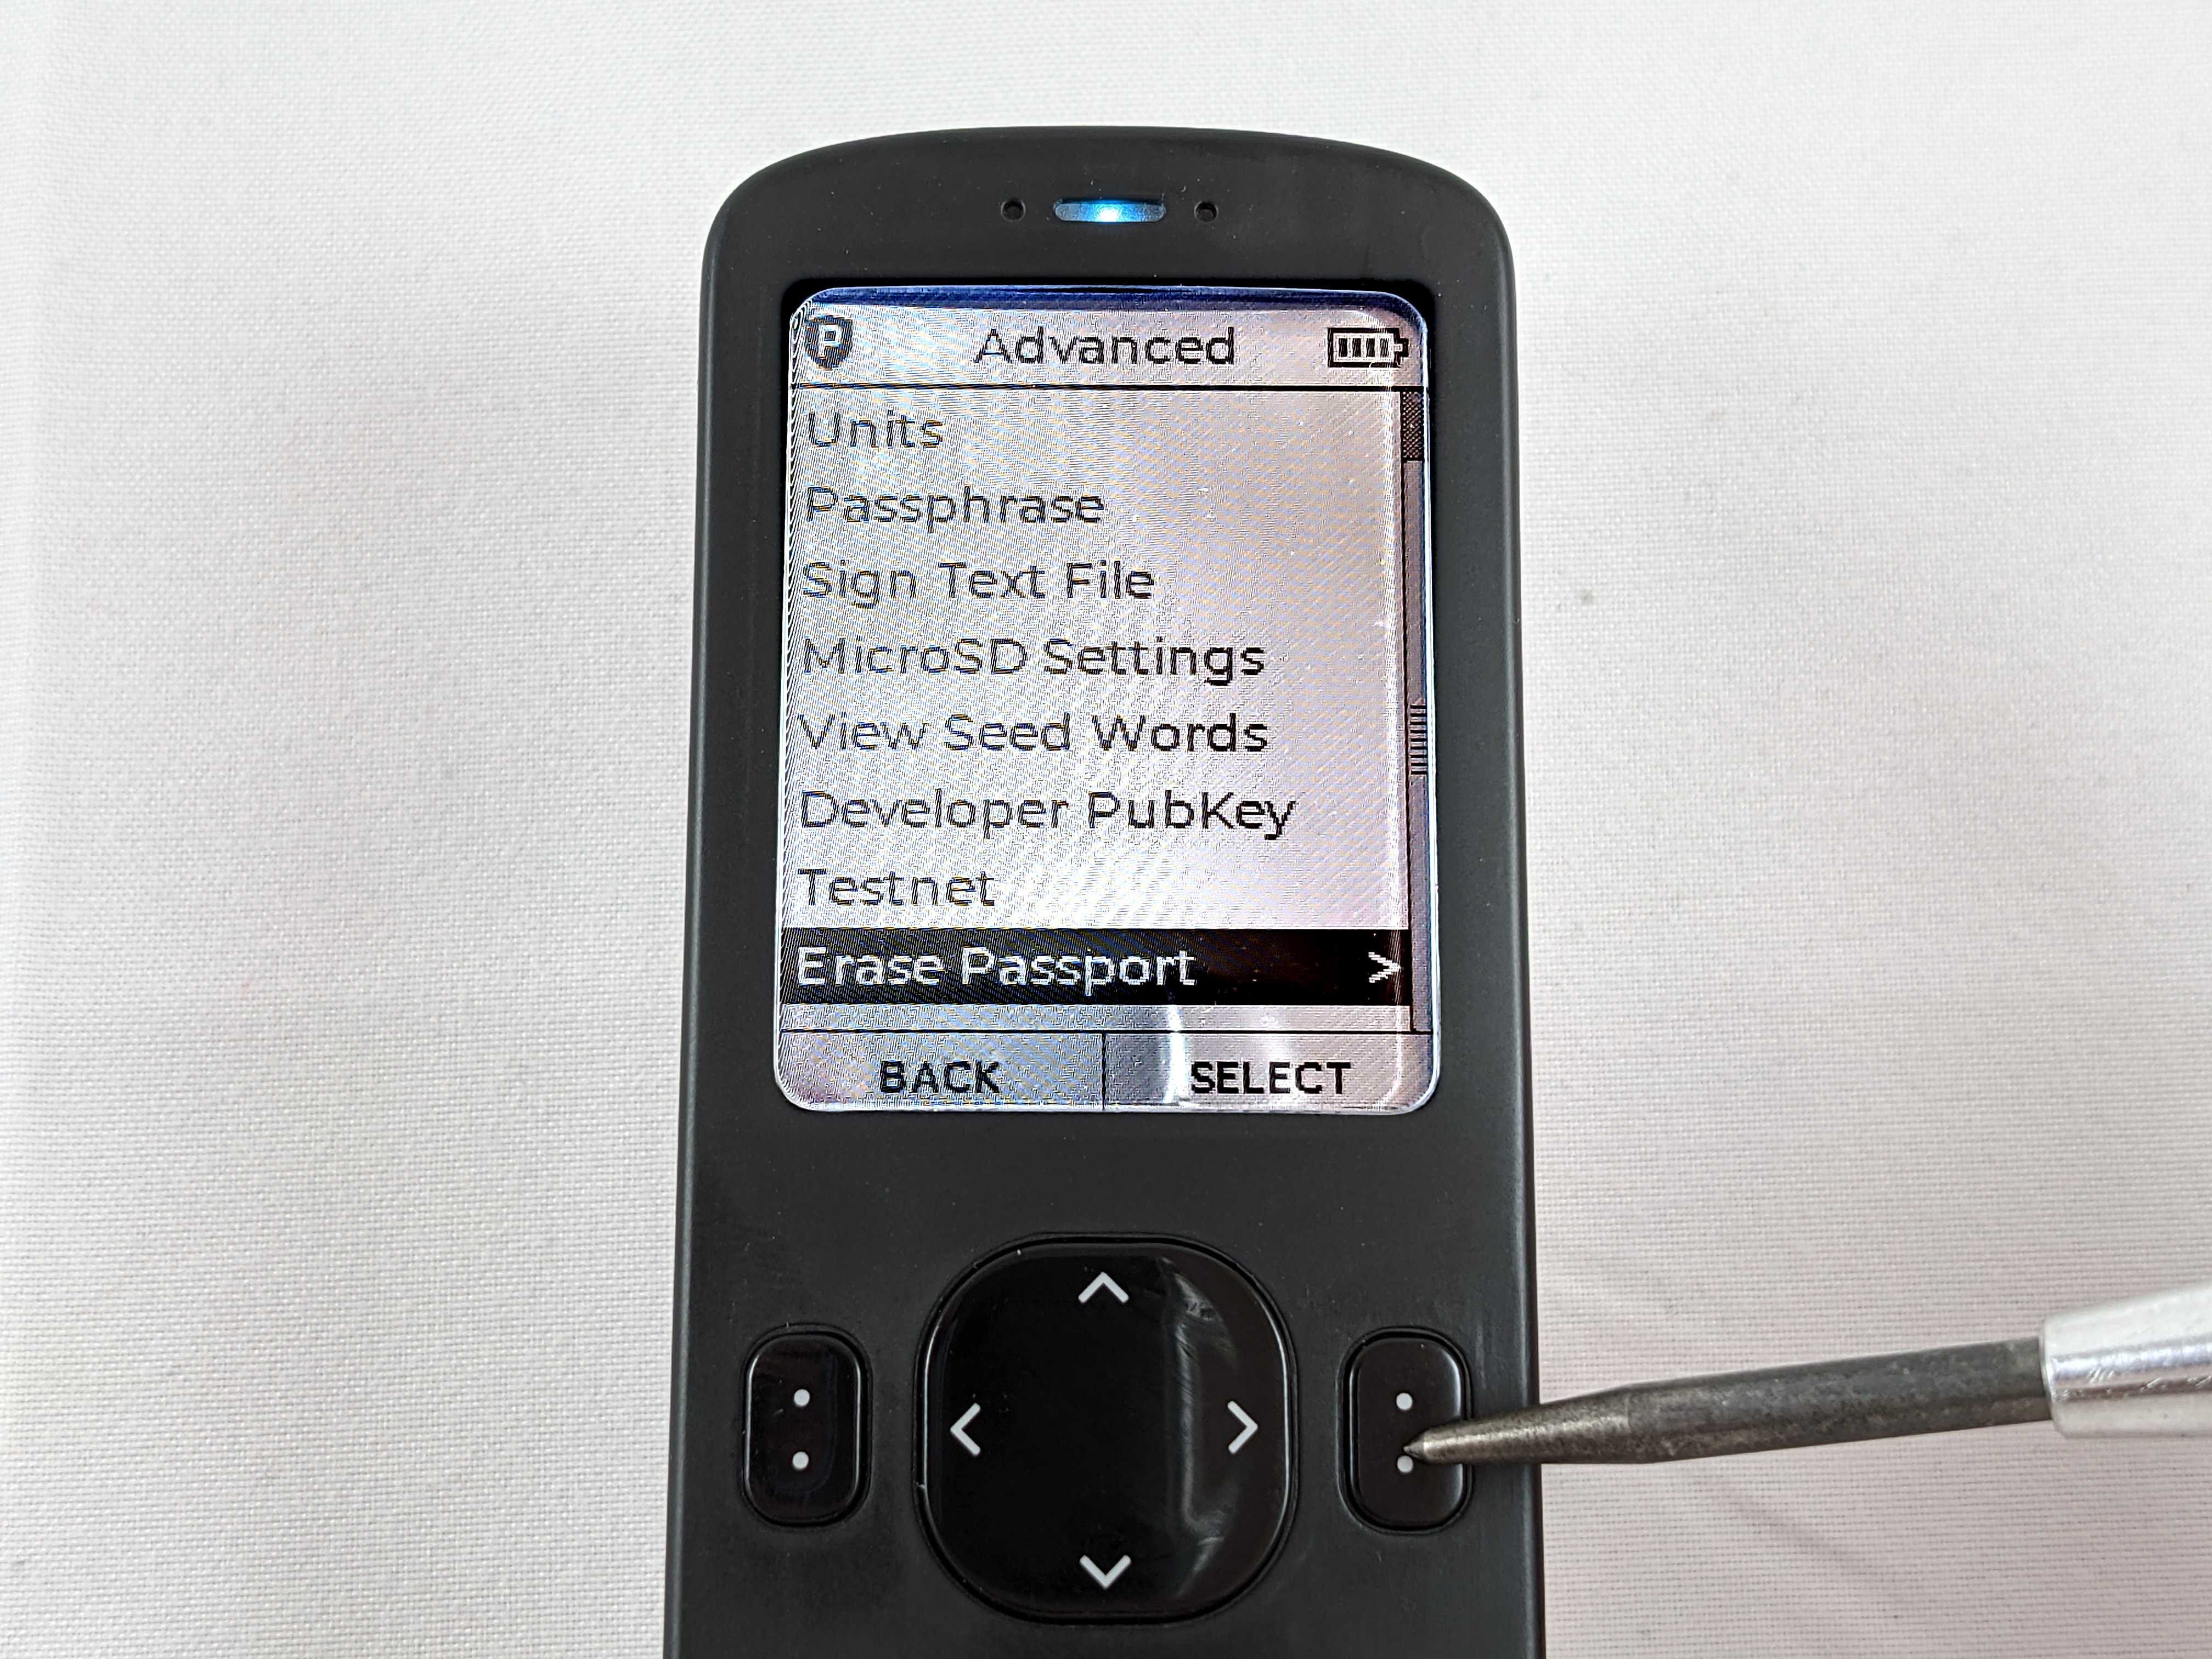 P Advanced
Units
Passphrase
Sign Text File
MicroSD Settings
View Seed Words
Developer PubKey
Testnet
Erase Passport >
BACK SELECT